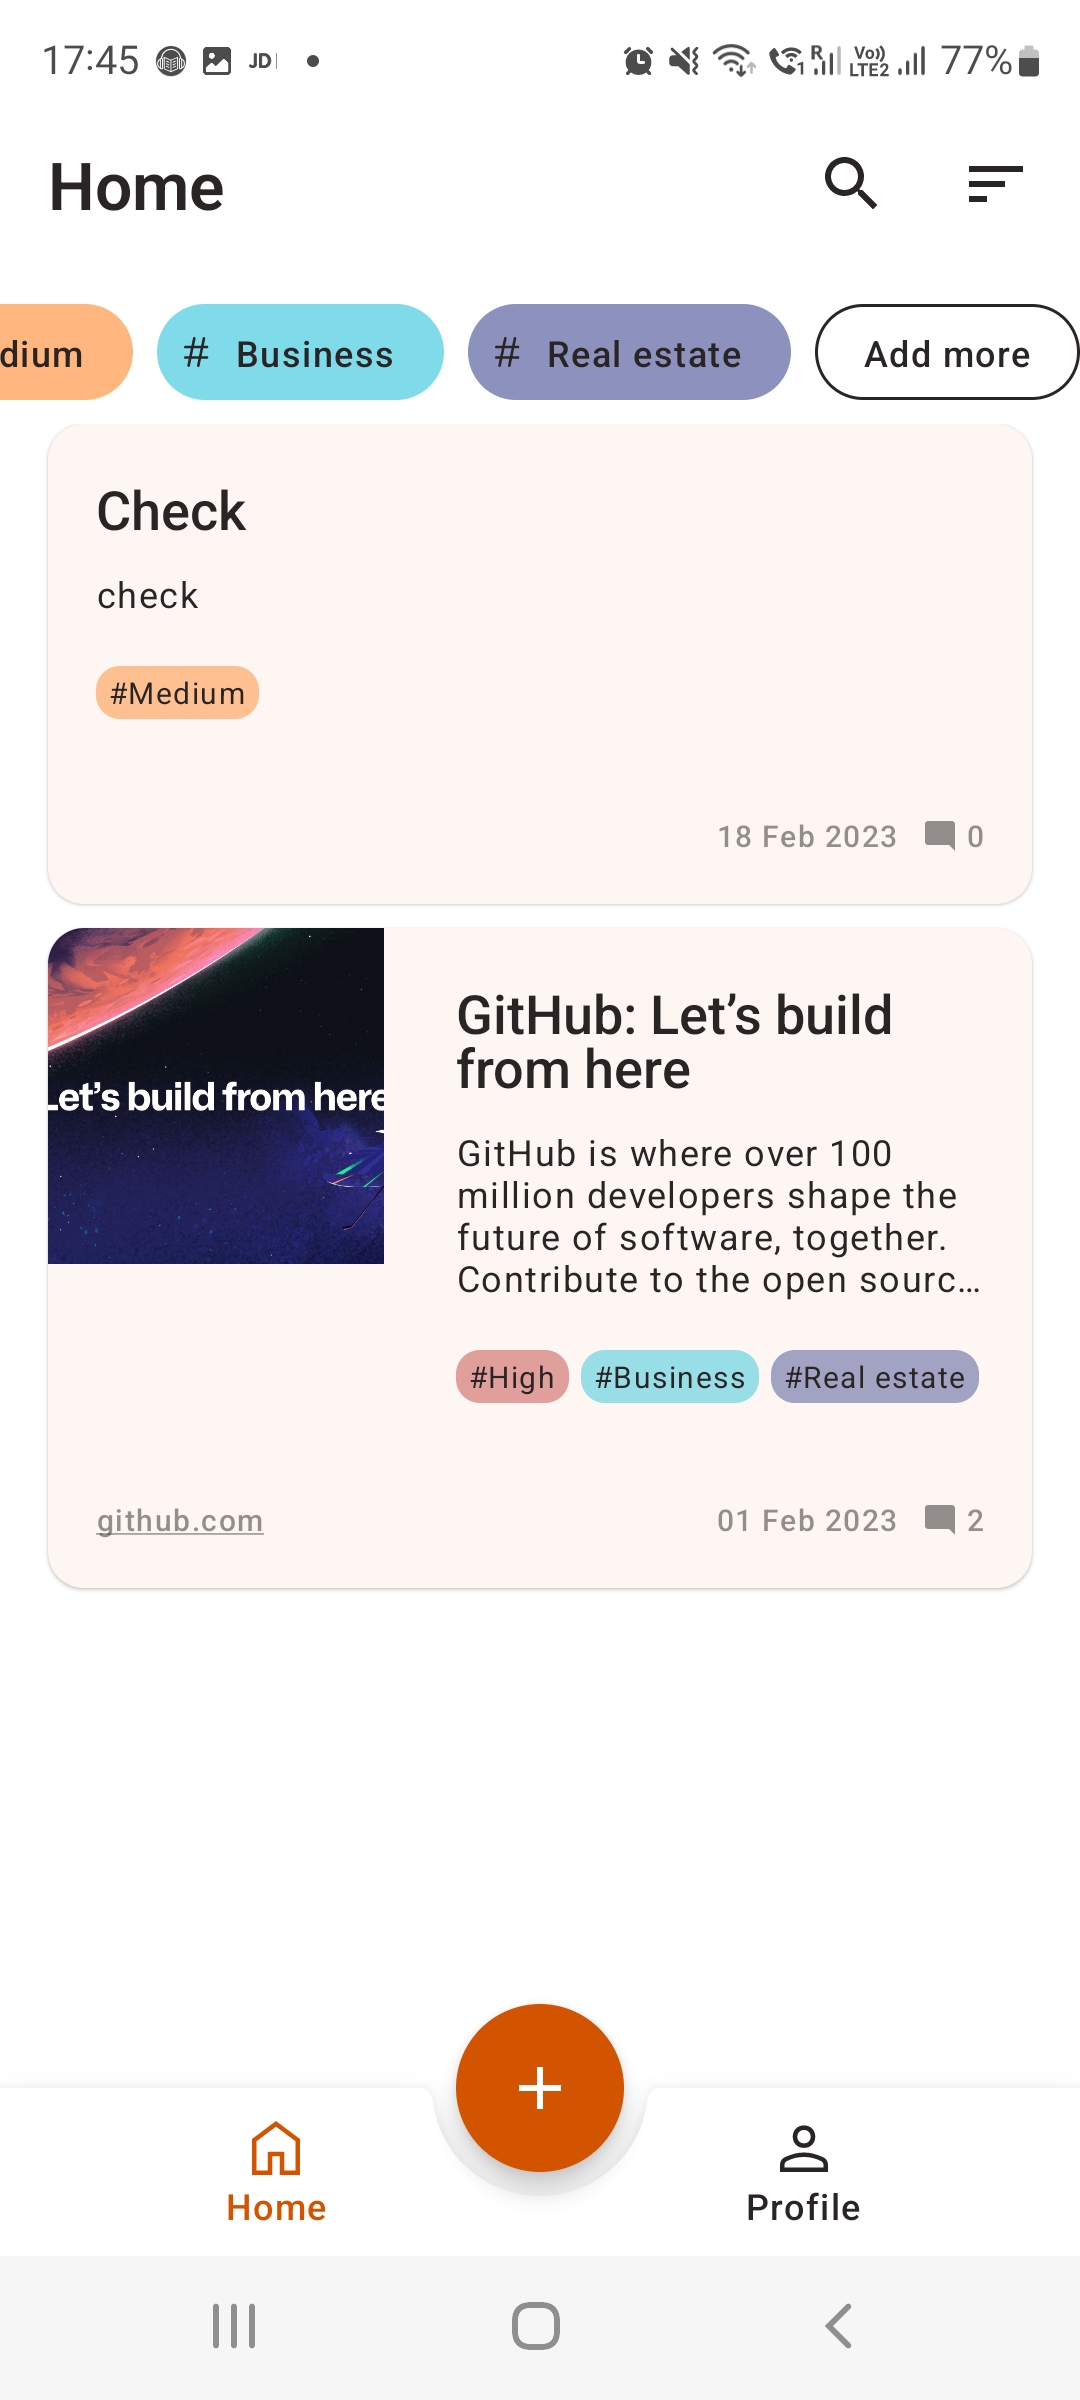 17:45 JD 77%
R Vo)) LTE2
Home
dium # Business # Real estate Add more
Check
check
#Medium
18 Feb 2023 0
Let’s build from here
GitHub: Let’s build
from here
GitHub is where over 100
million developers shape the
future of software, together.
Contribute to the open sourc…
#High #Business #Real estate
github.com 01 Feb 2023 2
+
Home Profile